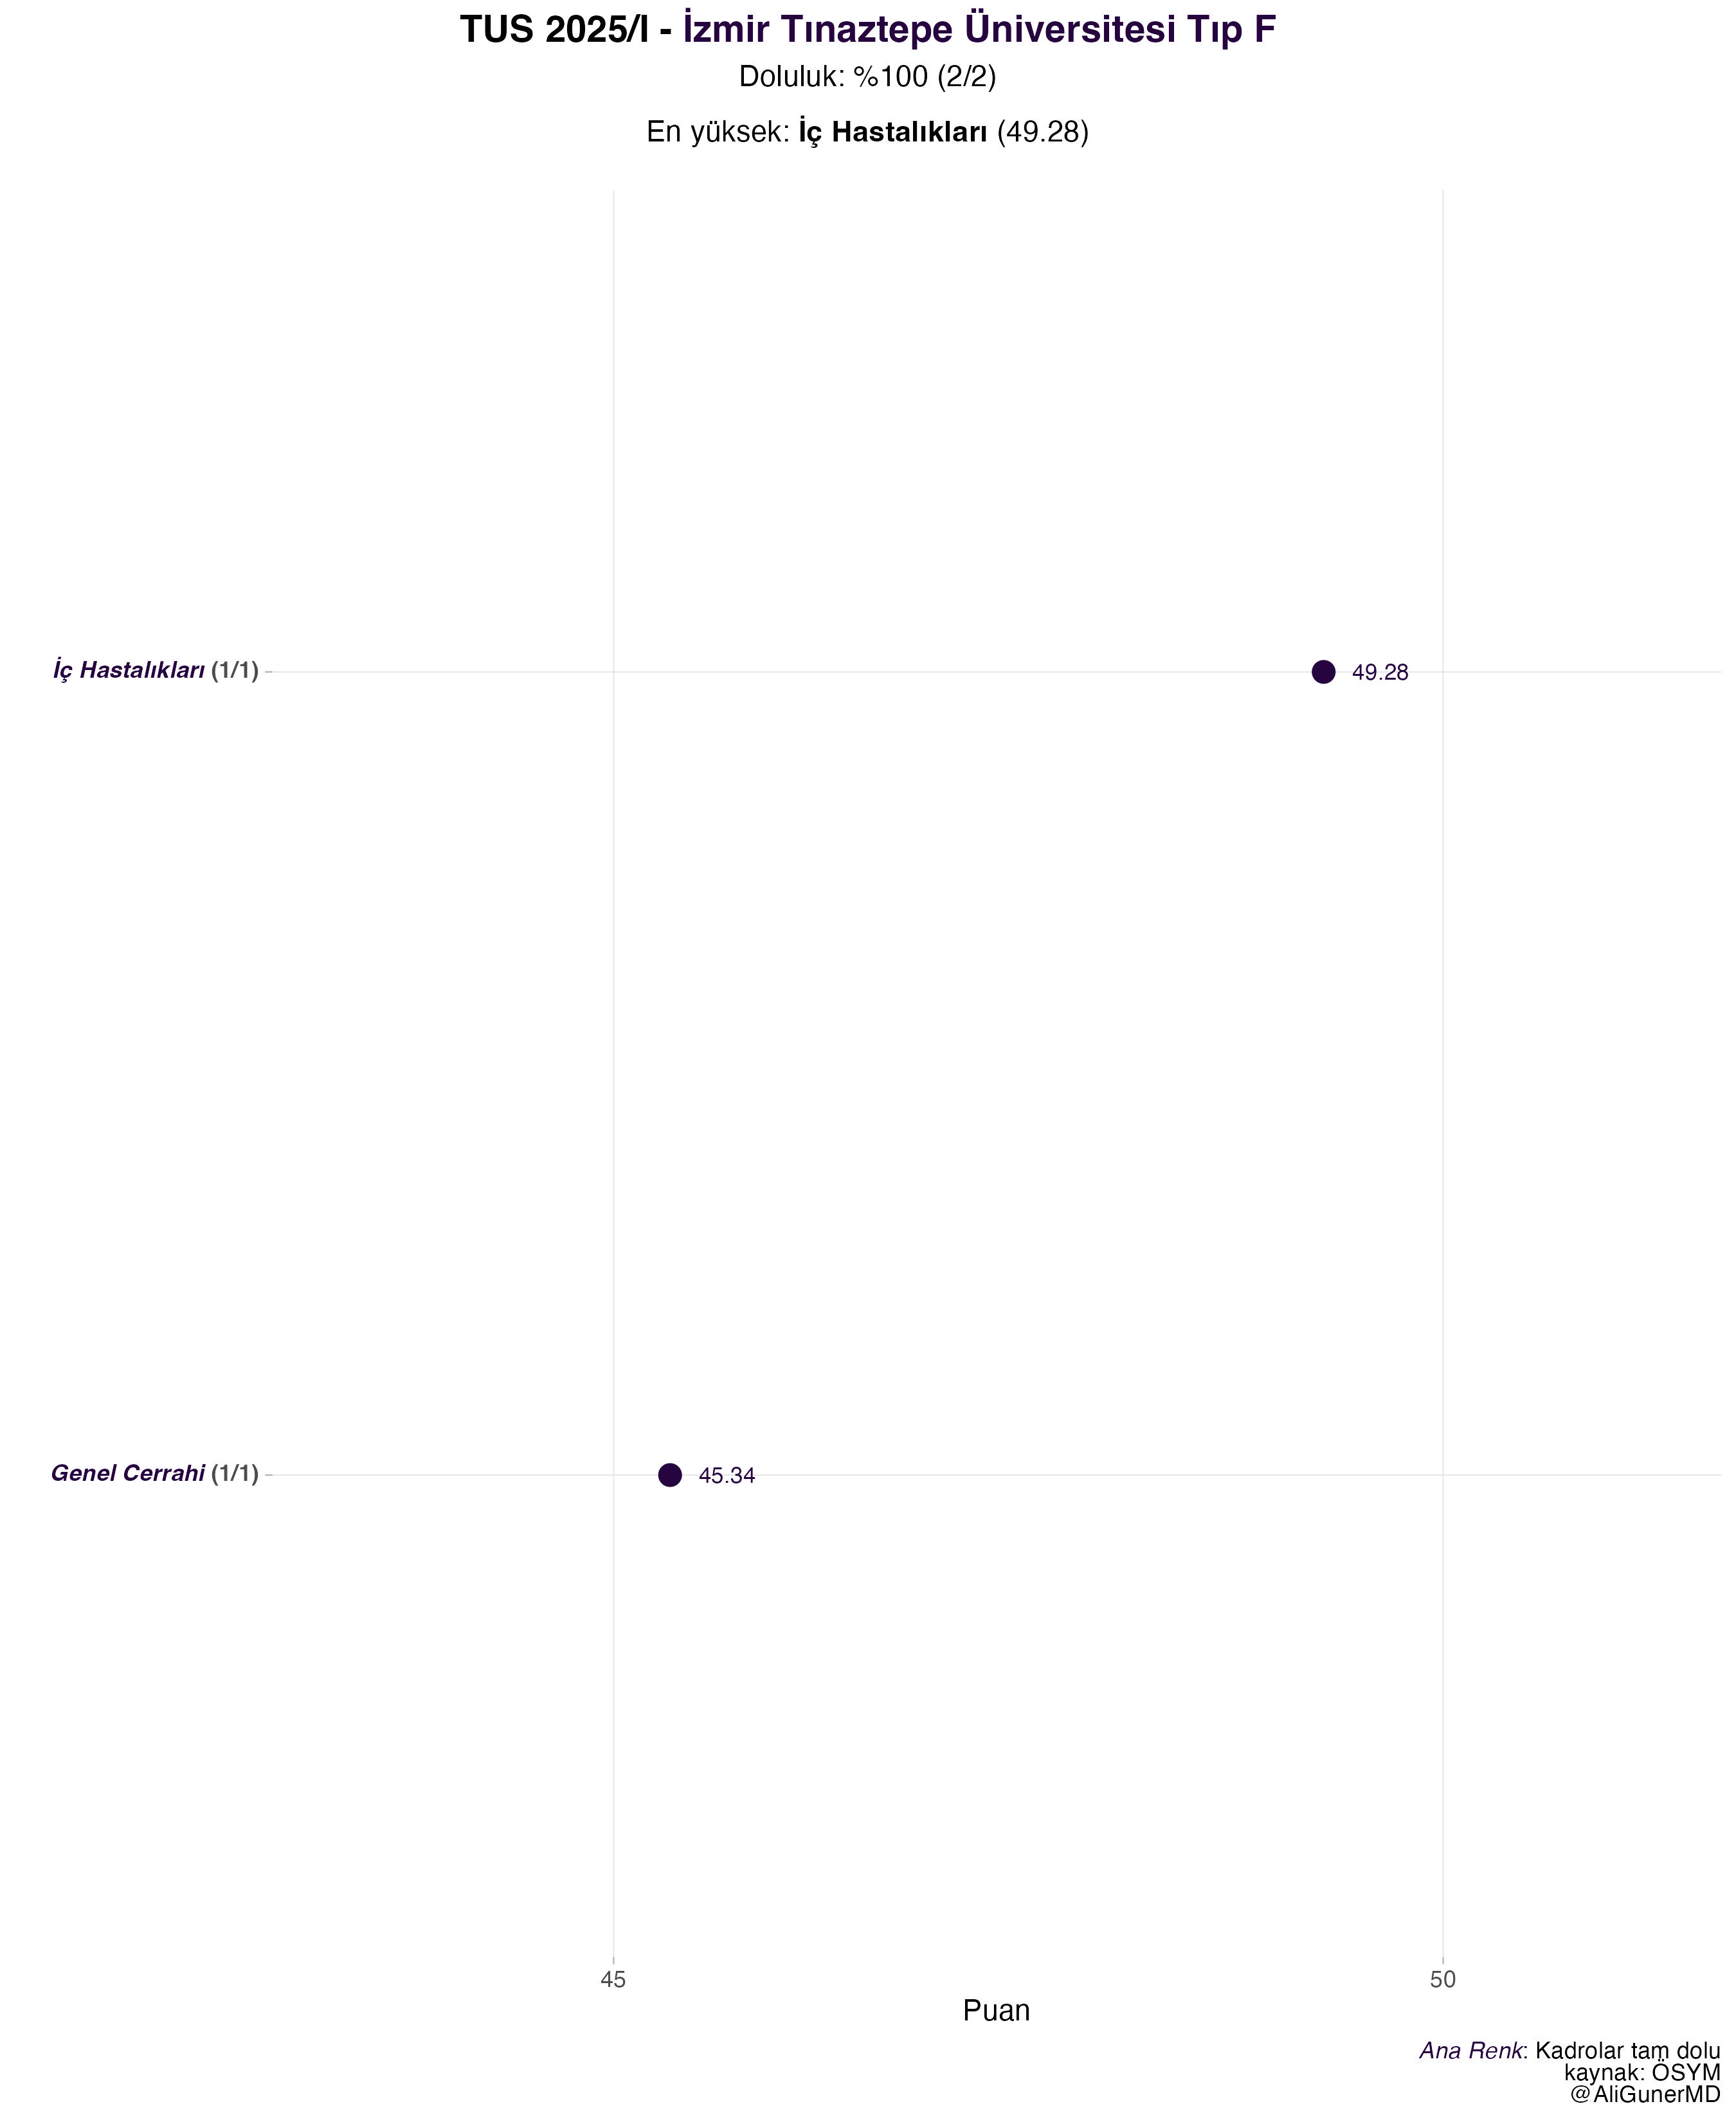 TUS 2025/I - İzmir Tınaztepe Üniversitesi Tıp F
Doluluk: %100 (2/2)
En yüksek: İç Hastalıkları (49.28)
İç Hastalıkları (1/1)
49.28
Genel Cerrahi (1/1)
45.34
45
50
Puan
Ana Renk: Kadrolar tam dolu
kaynak: ÖSYM
@AliGunerMD